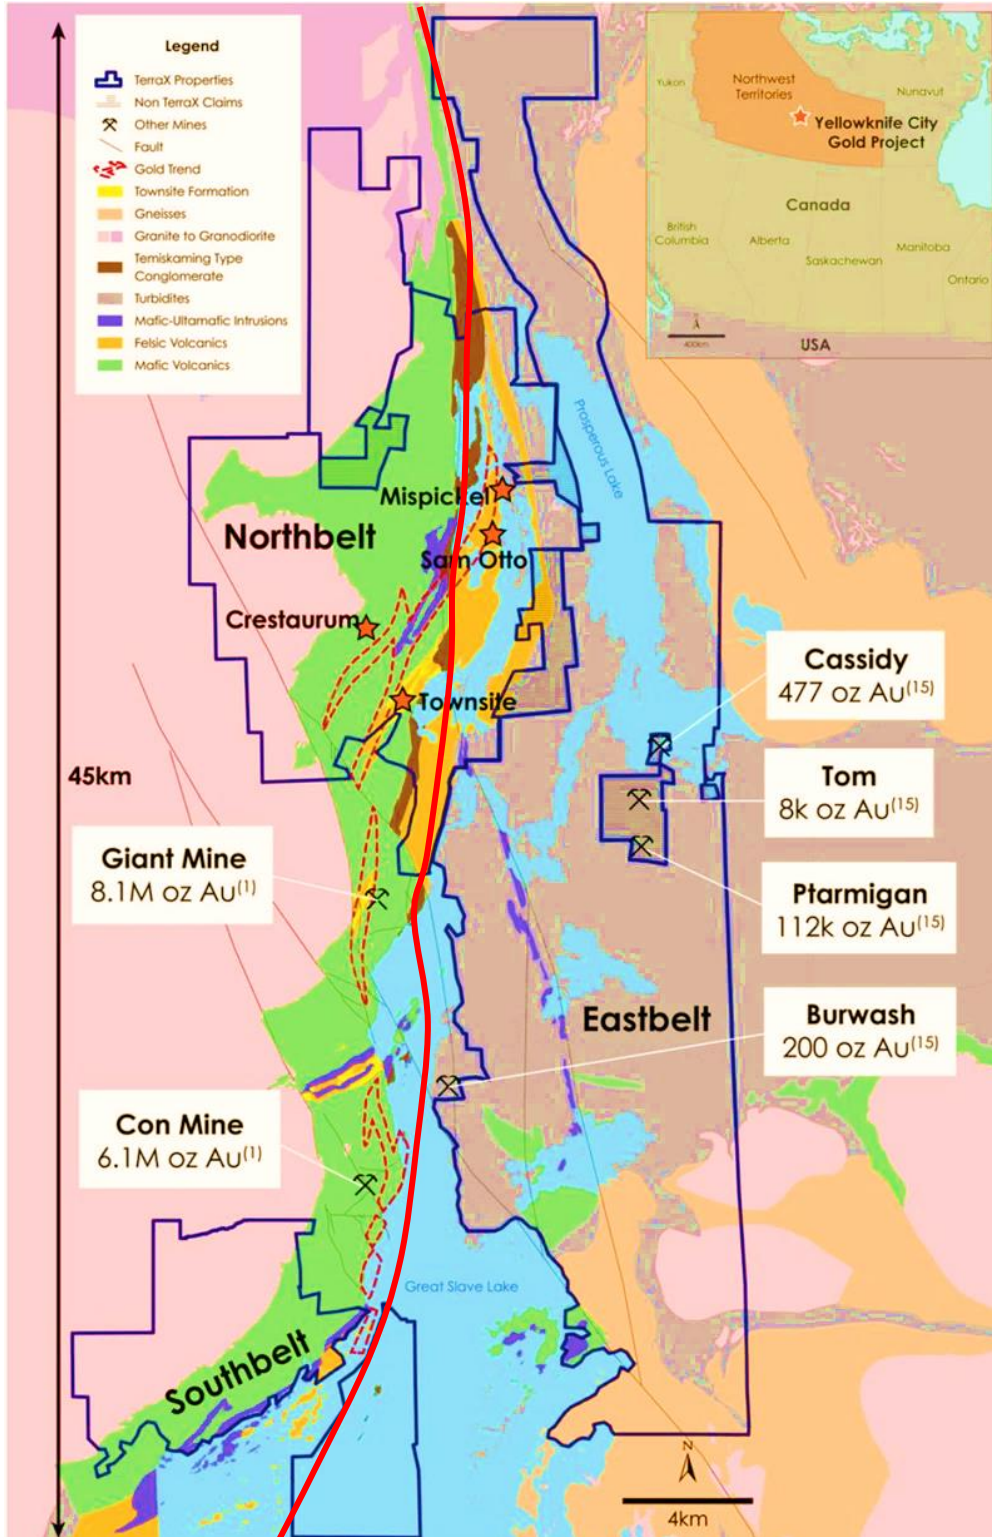 Legend
TerraX Properties
Non TerraX Claims
Other Mines
Fault
Gold Trend
Townsite Formation
Gneisses
Granite to Granodiorite
Temiskaming Type
Conglomerate
Turbidites
Mafic-Ultamafic Intrusions
Felsic Volcanics
Mafic Volcanics
Yukon
Northwest
Territories
Nunavut
Yellowknife City
Gold Project
Canada
British
Columbia
Alberta
Saskatchewan
Manitoba
Ontario
400km
USA
Prosperous Lake
Mispickel
Northbelt
Sam Otto
Crestaurum
Townsite
Cassidy
477 oz Au(15)
45km
Tom
8k oz Au(15)
Giant Mine
8.1M oz Au(1)
Ptarmigan
112k oz Au(15)
Eastbelt
Burwash
200 oz Au(15)
Con Mine
6.1M oz Au(1)
Great Slave Lake
Southbelt
N
4km